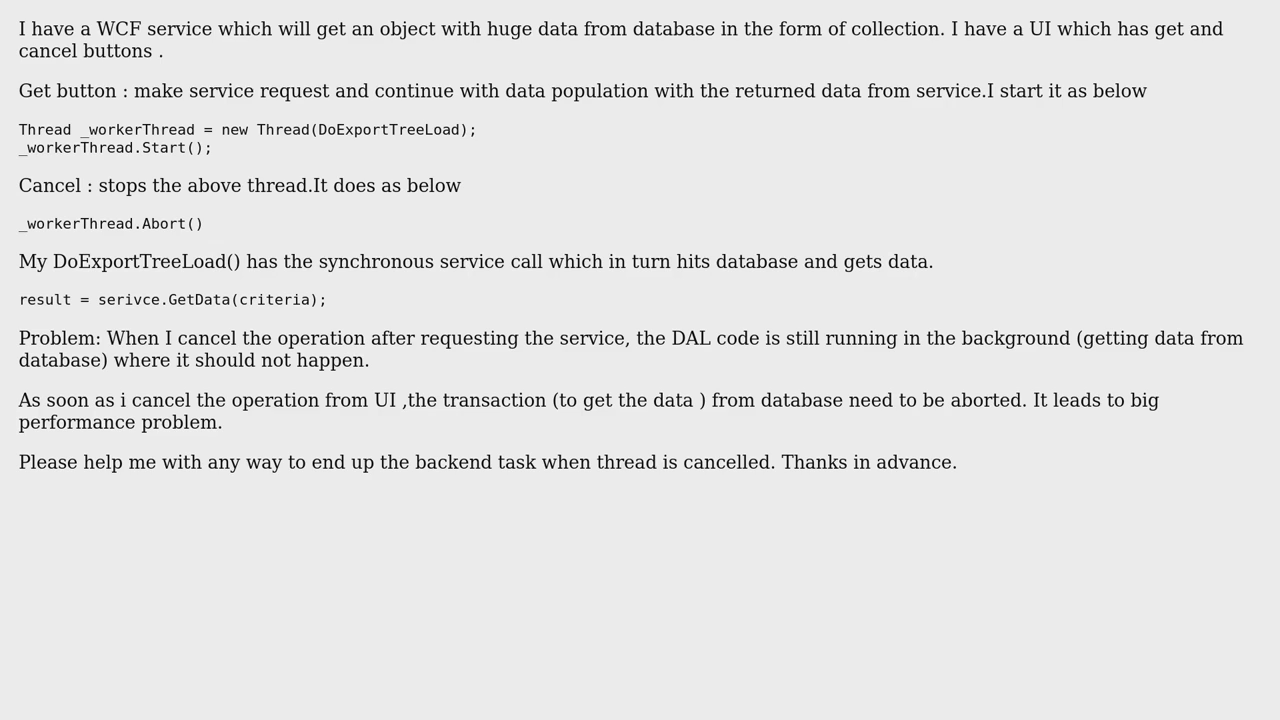 I have a WCF service which will get an object with huge data from database in the form of collection. I have a UI which has get and
cancel buttons .
Get button : make service request and continue with data population with the returned data from service.I start it as below
Thread _workerThread = new Thread(DoExportTreeLoad);
_workerThread.Start();
Cancel : stops the above thread.It does as below
_workerThread.Abort()
My DoExportTreeLoad() has the synchronous service call which in turn hits database and gets data.
result = serivce.GetData(criteria);
Problem: When I cancel the operation after requesting the service, the DAL code is still running in the background (getting data from
database) where it should not happen.
As soon as i cancel the operation from UI ,the transaction (to get the data ) from database need to be aborted. It leads to big
performance problem.
Please help me with any way to end up the backend task when thread is cancelled. Thanks in advance.